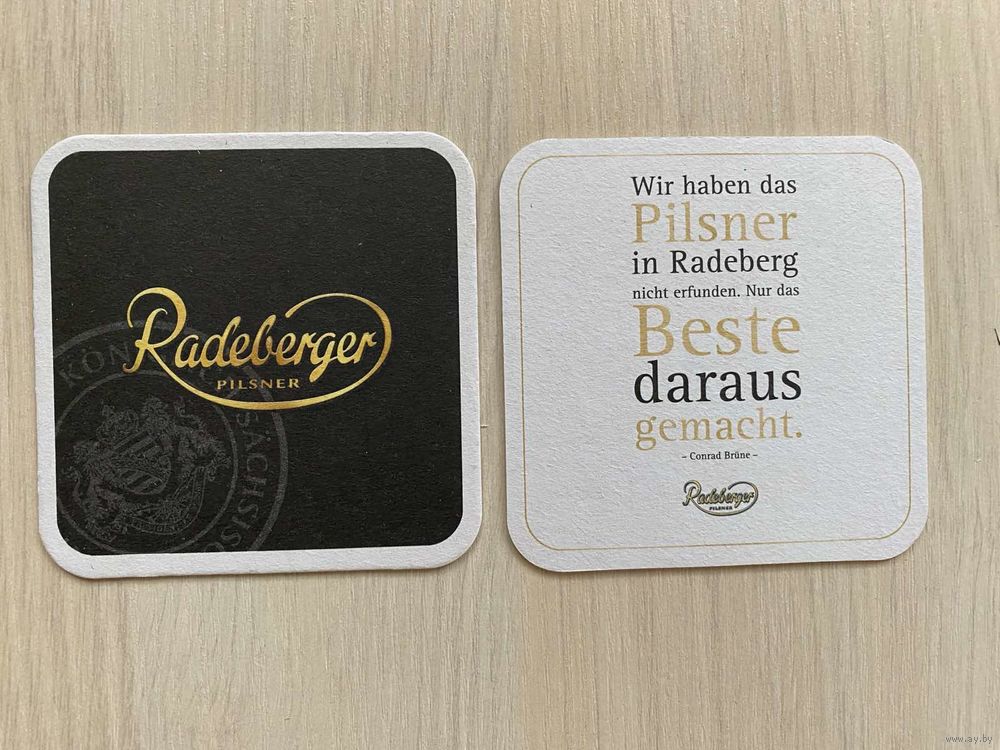 Radeberger
PILSNER
Wir haben das
Pilsner
in Radeberg
nicht erfunden. Nur das
Beste
daraus
gemacht.
– Conrad Brüne –
Radeberger
PILSNER
www.ay.by